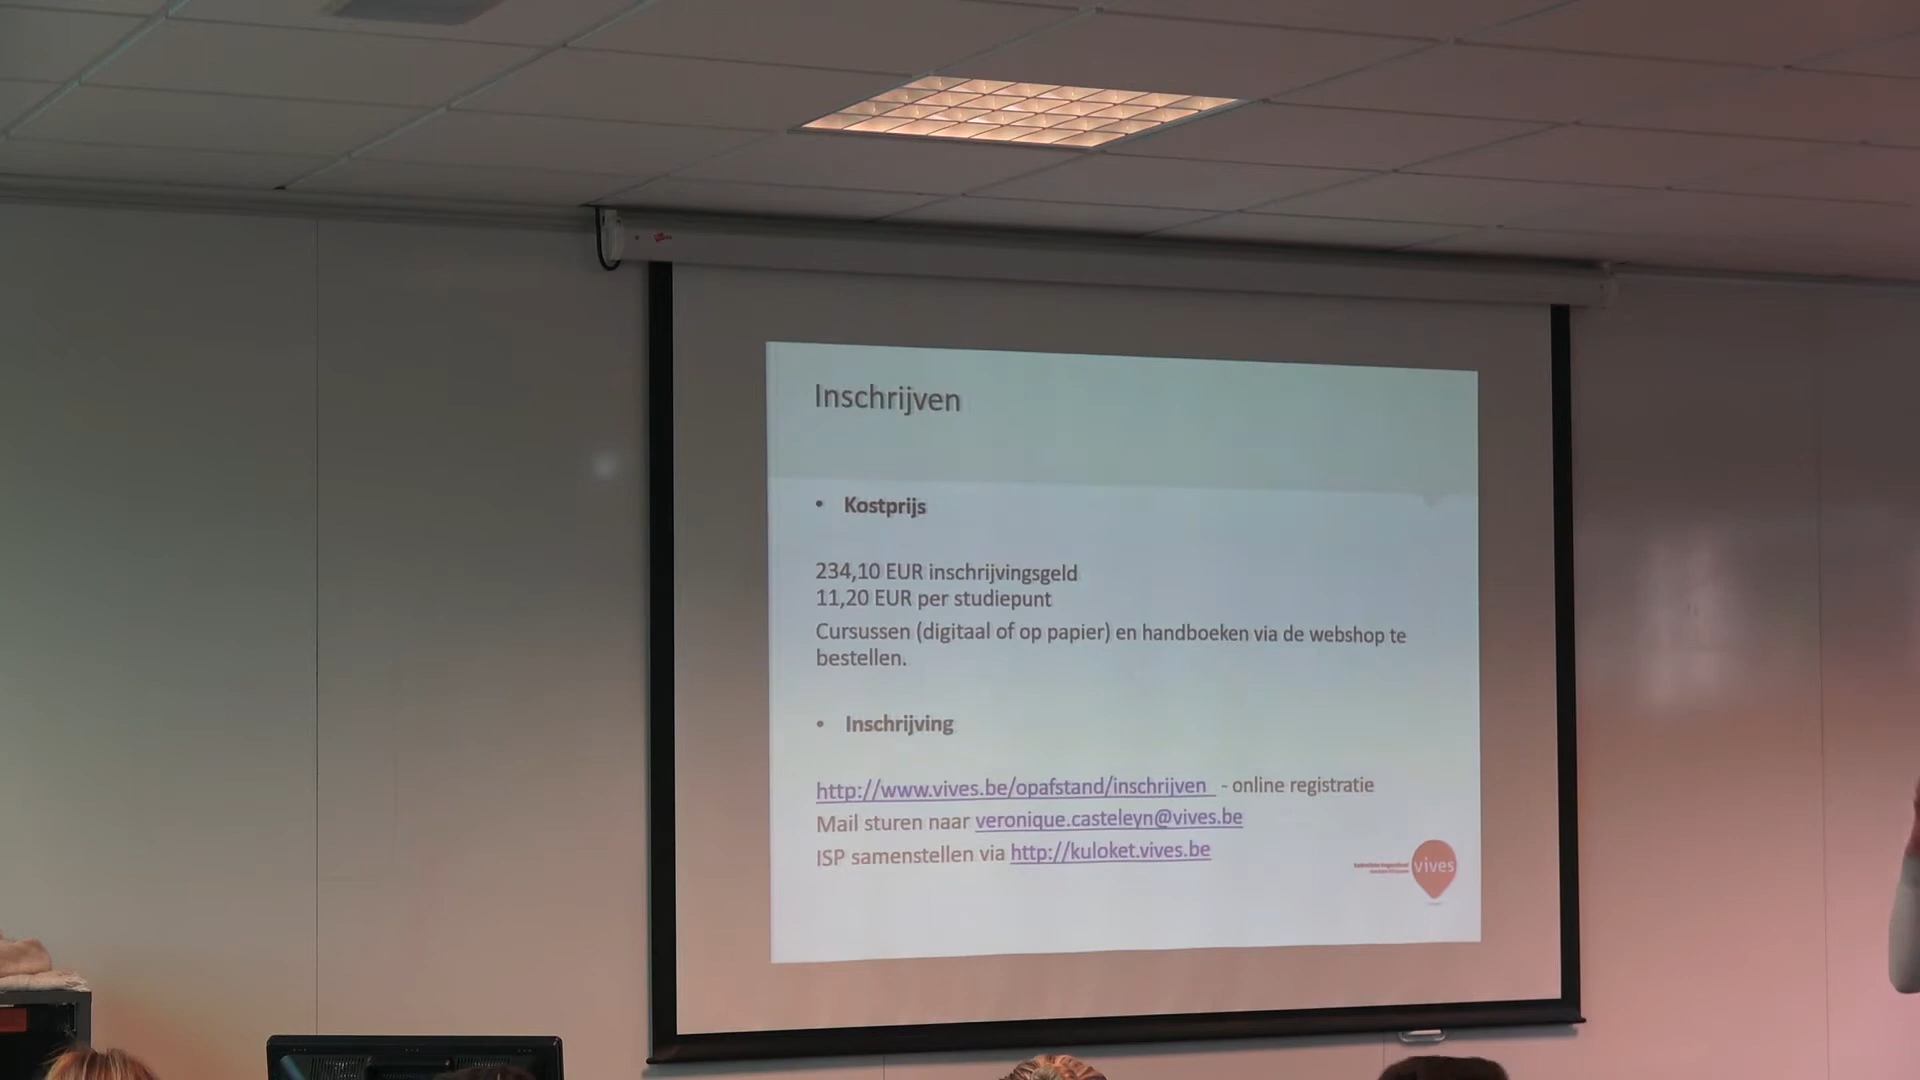 Inschrijven
• Kostprijs
234,10 EUR inschrijvingsgeld
11,20 EUR per studiepunt
Cursussen (digitaal of op papier) en handboeken via de webshop te
bestellen.
• Inschrijving
http://www.vives.be/opafstand/inschrijven - online registratie
Mail sturen naar veronique.casteleyn@vives.be
ISP samenstellen via http://kuloket.vives.be
vives